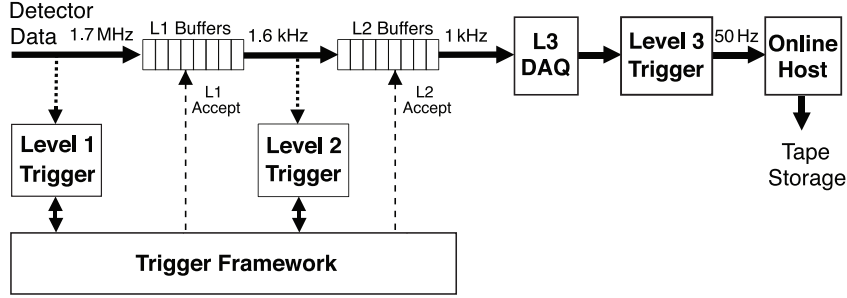 Detector
Data
1.7 MHz
L1 Buffers
1.6 kHz
L2 Buffers
1 kHz
L3
DAQ
Level 3
Trigger
50 Hz
Online
Host
L1
Accept
L2
Accept
Level 1
Trigger
Level 2
Trigger
Tape
Storage
Trigger Framework